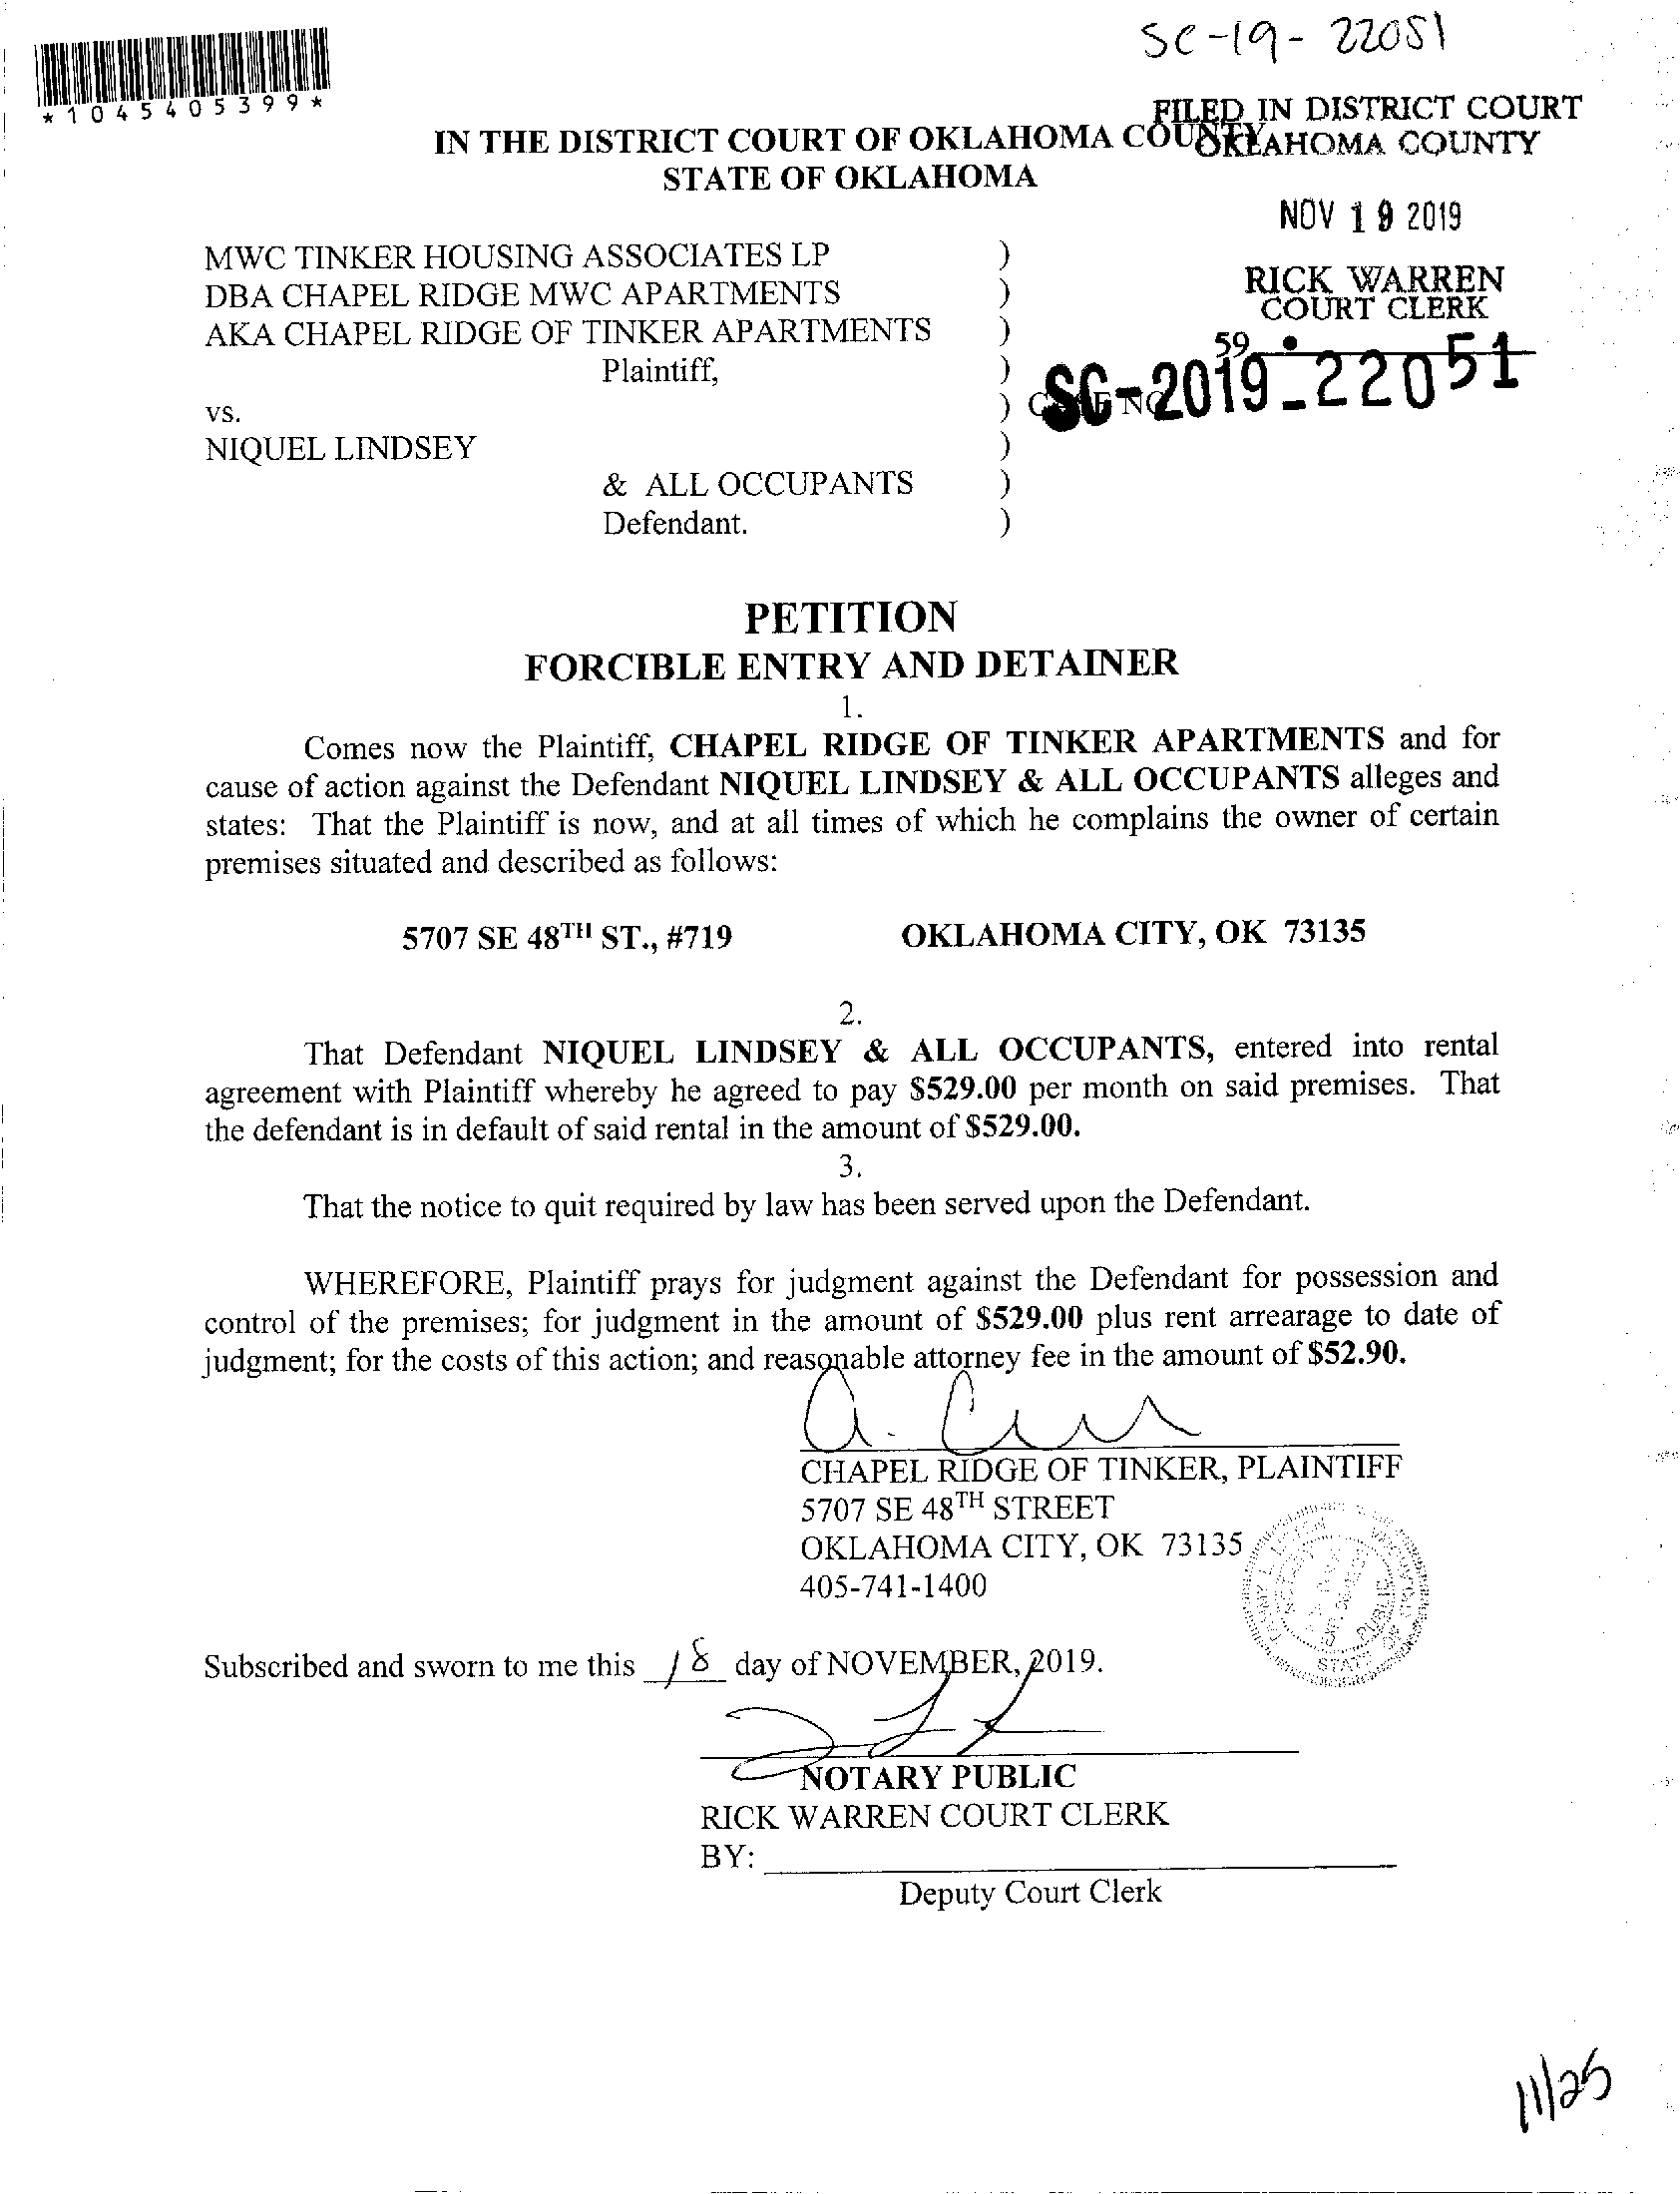 SC-19- 22051
*1045405399*
FILED IN DISTRICT COURT
OKLAHOMA COUNTY
IN THE DISTRICT COURT OF OKLAHOMA COUNTY
STATE OF OKLAHOMA
NOV 19 2019
RICK WARREN
COURT CLERK
59
MWC TINKER HOUSING ASSOCIATES LP )
DBA CHAPEL RIDGE MWC APARTMENTS )
AKA CHAPEL RIDGE OF TINKER APARTMENTS )
Plaintiff, )
vs. ) CASE NO
SC-2019-22051
NIQUEL LINDSEY )
& ALL OCCUPANTS )
Defendant. )
PETITION
FORCIBLE ENTRY AND DETAINER
1.
Comes now the Plaintiff, CHAPEL RIDGE OF TINKER APARTMENTS and for
cause of action against the Defendant NIQUEL LINDSEY & ALL OCCUPANTS alleges and
states: That the Plaintiff is now, and at all times of which he complains the owner of certain
premises situated and described as follows:
5707 SE 48TH ST., #719 OKLAHOMA CITY, OK 73135
2.
That Defendant NIQUEL LINDSEY & ALL OCCUPANTS, entered into rental
agreement with Plaintiff whereby he agreed to pay $529.00 per month on said premises. That
the defendant is in default of said rental in the amount of $529.00.
3.
That the notice to quit required by law has been served upon the Defendant.
WHEREFORE, Plaintiff prays for judgment against the Defendant for possession and
control of the premises; for judgment in the amount of $529.00 plus rent arrearage to date of
judgment; for the costs of this action; and reasonable attorney fee in the amount of $52.90.
CHAPEL RIDGE OF TINKER, PLAINTIFF
5707 SE 48TH STREET
OKLAHOMA CITY, OK 73135
405-741-1400
PUBLIC
STATE OF
Subscribed and sworn to me this 18 day of NOVEMBER, 2019.
NOTARY PUBLIC
RICK WARREN COURT CLERK
BY:
Deputy Court Clerk
11/25